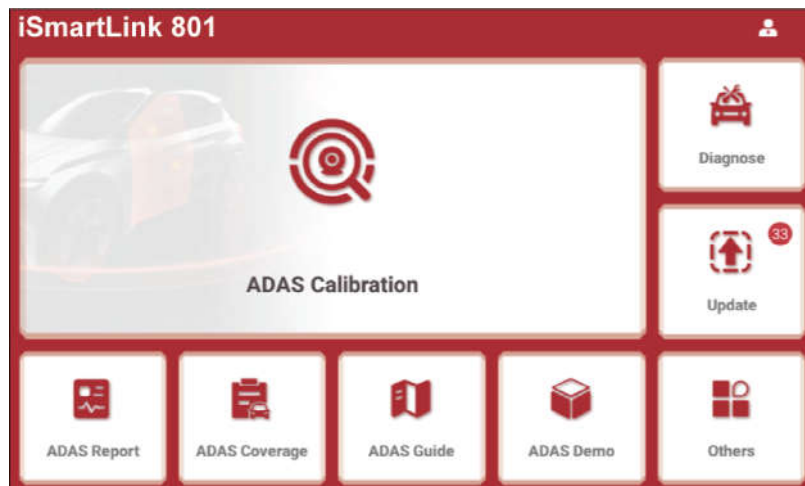 iSmartLink 801
ADAS Calibration
Diagnose
33
Update
ADAS Report
ADAS Coverage
ADAS Guide
ADAS Demo
Others